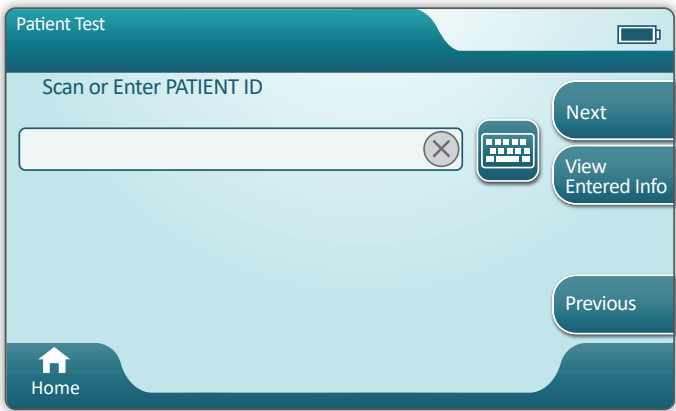 Patient Test
Scan or Enter PATIENT ID
Next
View
Entered Info
Previous
Home